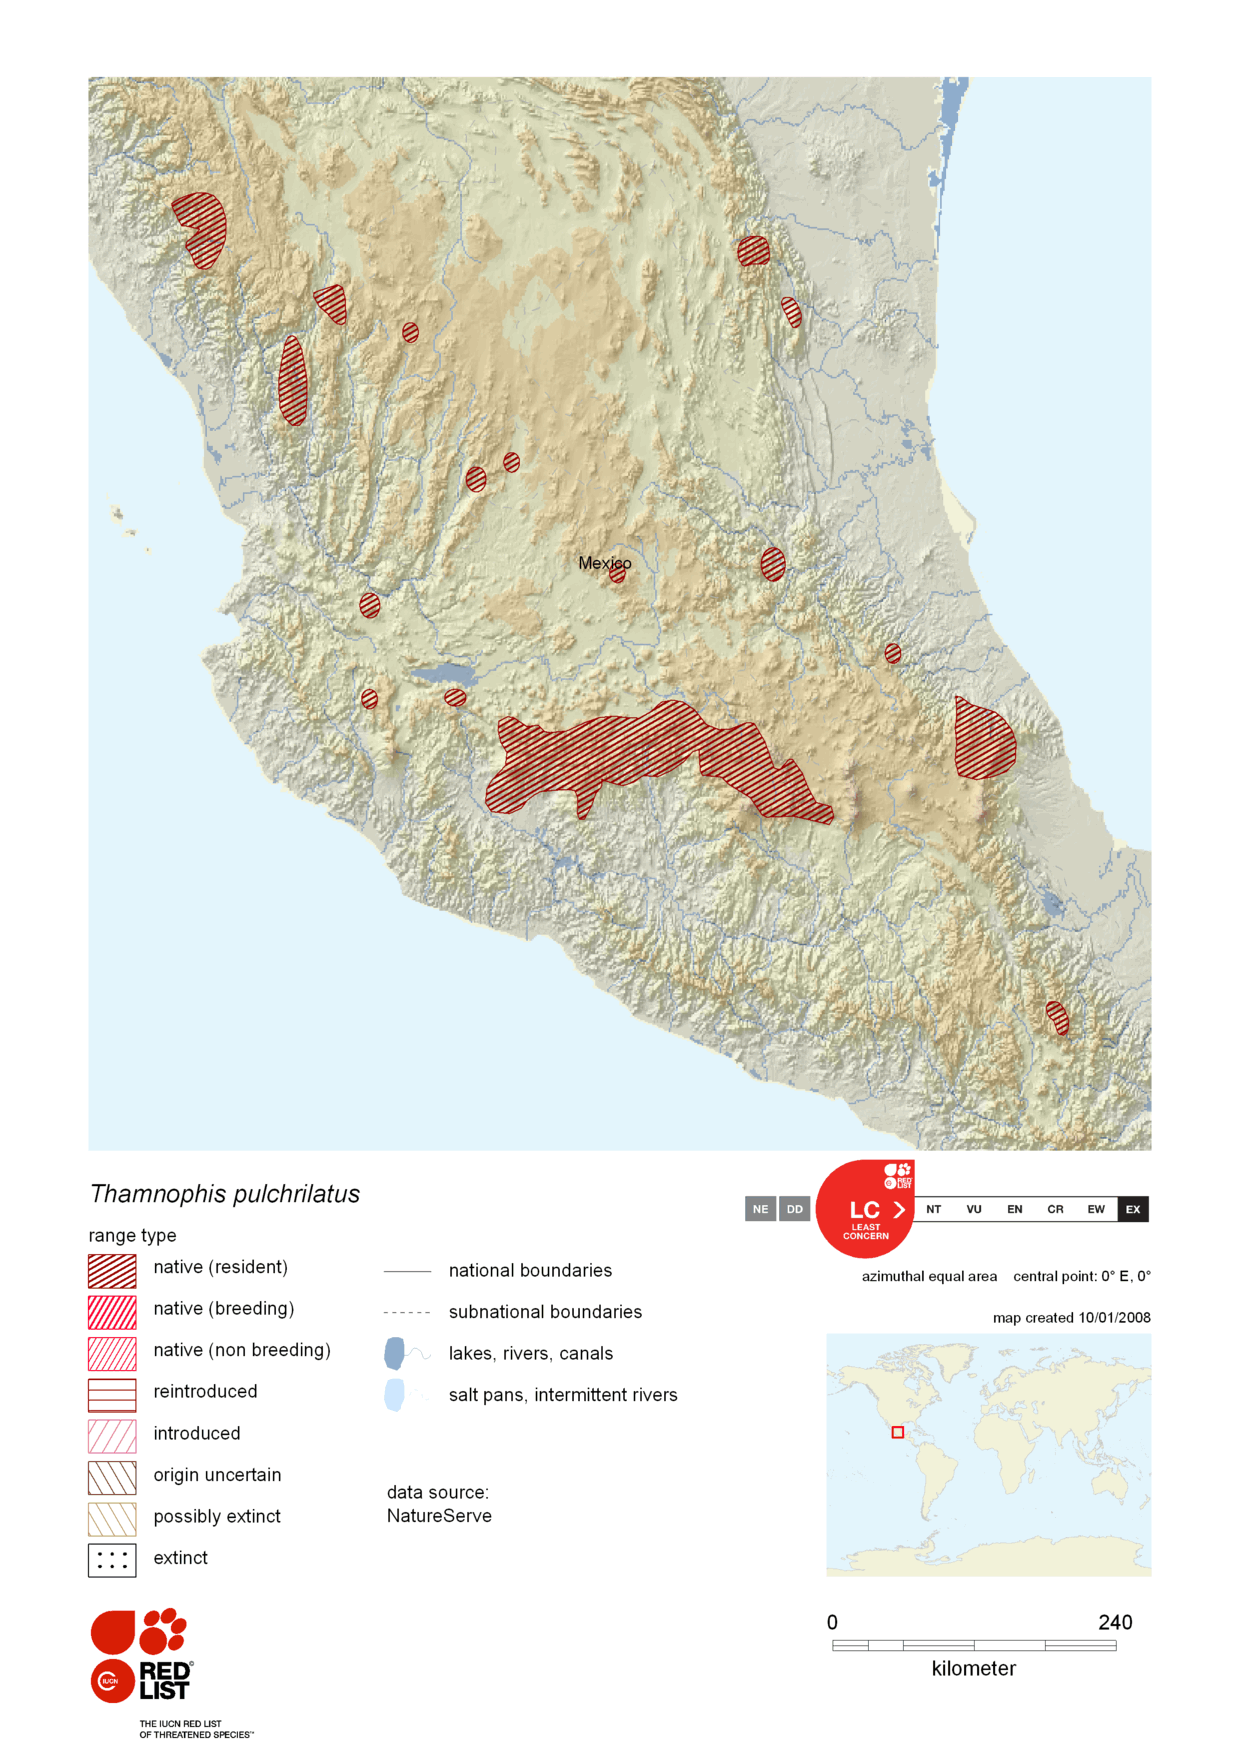 Mexico
Thamnophis pulchrilatus
range type
native (resident)
native (breeding)
native (non breeding)
reintroduced
introduced
origin uncertain
possibly extinct
extinct
national boundaries
subnational boundaries
lakes, rivers, canals
salt pans, intermittent rivers
data source:
NatureServe
NE DD LC NT VU EN CR EW EX
LEAST
CONCERN
RED
LIST
azimuthal equal area central point: 0° E, 0°
map created 10/01/2008
0 240
kilometer
IUCN
RED
LIST
THE IUCN RED LIST
OF THREATENED SPECIES™